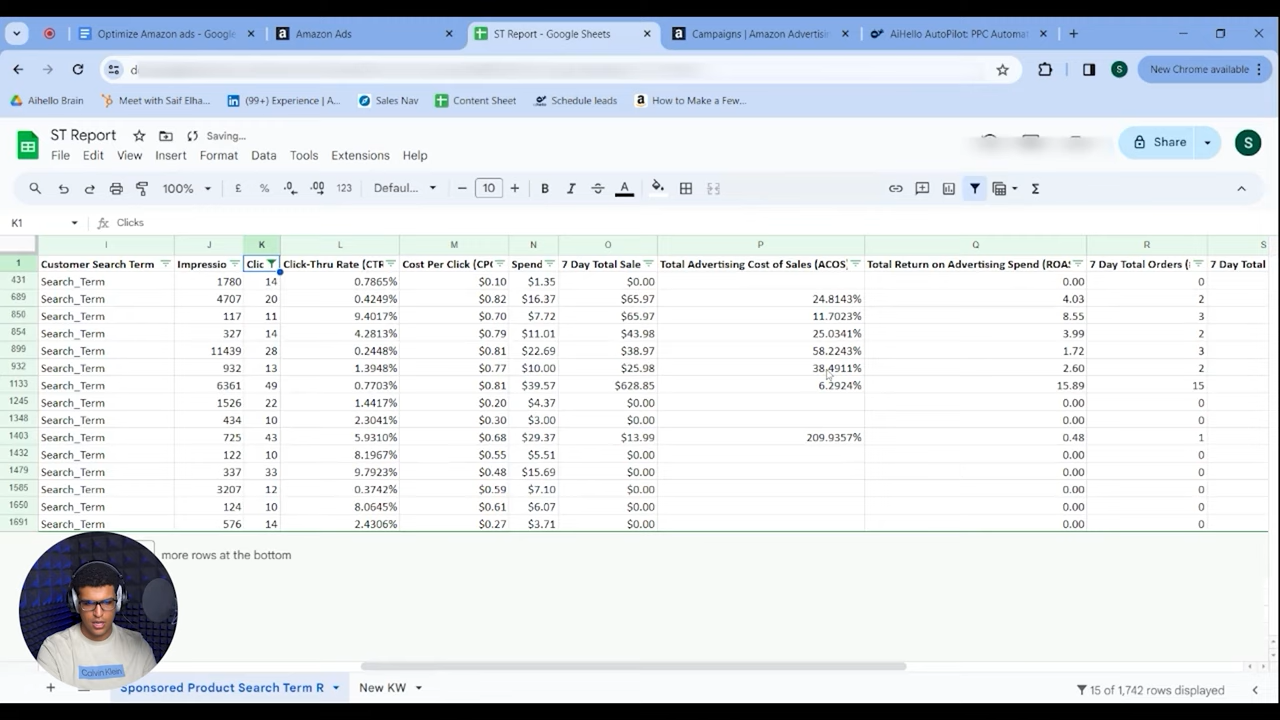 Optimize Amazon ads - Google
Amazon Ads
ST Report - Google Sheets
Campaigns | Amazon Advertisi
AiHello AutoPilot: PPC Automat
New Chrome available
Aihello Brain
Meet with Saif Elha...
(99+) Experience | A...
Sales Nav
Content Sheet
Schedule leads
How to Make a Few...
ST Report
Saving...
File Edit View Insert Format Data Tools Extensions Help
Share
S
100% £ % .0 .00 123 Defaul... 10 B I A
K1 fx Clicks
I J K L M N O P Q R S
1 Customer Search Term Impressio Clic Click-Thru Rate (CTR Cost Per Click (CPC Spend 7 Day Total Sale Total Advertising Cost of Sales (ACOS) Total Return on Advertising Spend (ROAS 7 Day Total Orders ( 7 Day Total
431 Search_Term 1780 14 0.7865% $0.10 $1.35 $0.00 0.00 0
689 Search_Term 4707 20 0.4249% $0.82 $16.37 $65.97 24.8143% 4.03 2
850 Search_Term 117 11 9.4017% $0.70 $7.72 $65.97 11.7023% 8.55 3
854 Search_Term 327 14 4.2813% $0.79 $11.01 $43.98 25.0341% 3.99 2
899 Search_Term 11439 28 0.2448% $0.81 $22.69 $38.97 58.2243% 1.72 3
932 Search_Term 932 13 1.3948% $0.77 $10.00 $25.98 38.4911% 2.60 2
1133 Search_Term 6361 49 0.7703% $0.81 $39.57 $628.85 6.2924% 15.89 15
1245 Search_Term 1526 22 1.4417% $0.20 $4.37 $0.00 0.00 0
1348 Search_Term 434 10 2.3041% $0.30 $3.00 $0.00 0.00 0
1403 Search_Term 725 43 5.9310% $0.68 $29.37 $13.99 209.9357% 0.48 1
1432 Search_Term 122 10 8.1967% $0.55 $5.51 $0.00 0.00 0
1479 Search_Term 337 33 9.7923% $0.48 $15.69 $0.00 0.00 0
1585 Search_Term 3207 12 0.3742% $0.59 $7.10 $0.00 0.00 0
1650 Search_Term 124 10 8.0645% $0.61 $6.07 $0.00 0.00 0
1691 Search_Term 576 14 2.4306% $0.27 $3.71 $0.00 0.00 0
more rows at the bottom
Calvin Klein
Sponsored Product Search Term R
New KW
15 of 1,742 rows displayed